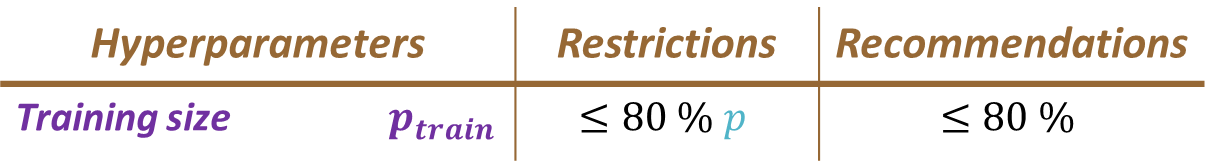 Hyperparameters Restrictions Recommendations
Training size p_train ≤ 80 % p ≤ 80 %